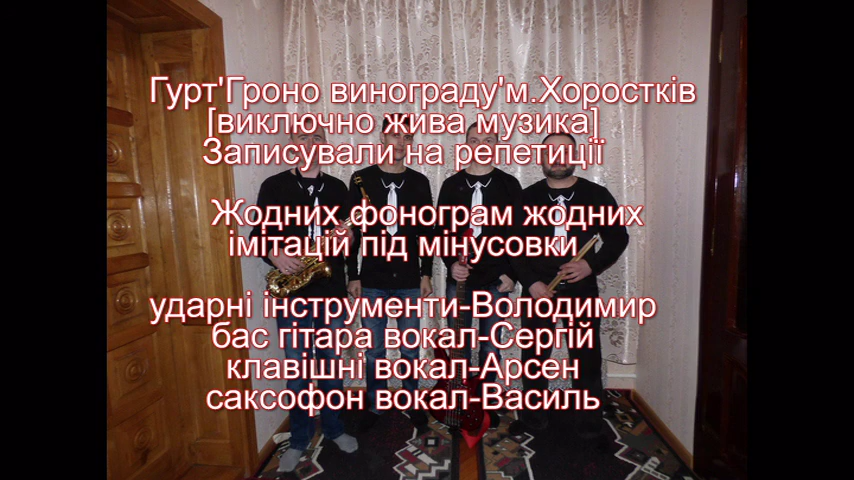 Гурт'Гроно винограду'м.Хоростків
[виключно жива музика]
Записували на репетиції
Жодних фонограм жодних
імітацій під мінусовки
ударні інструменти-Володимир
бас гітара вокал-Сергій
клавішні вокал-Арсен
саксофон вокал-Василь